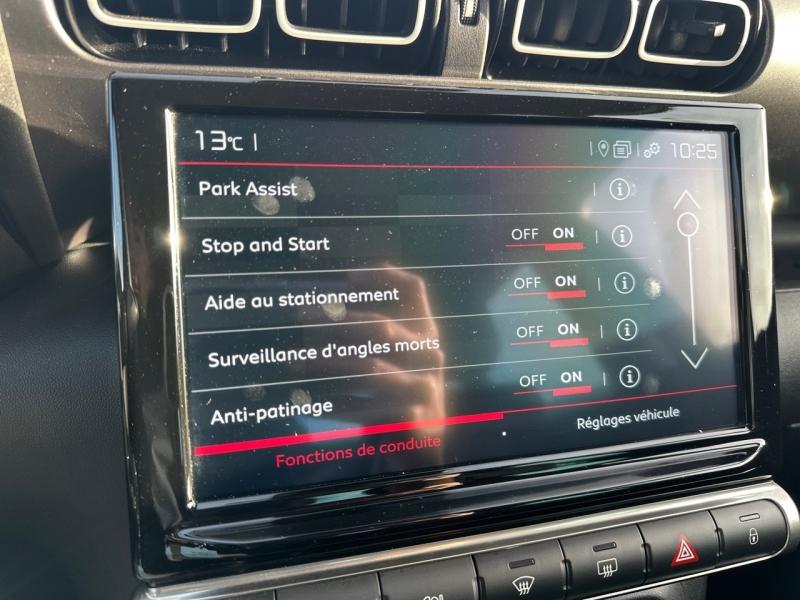 13°C
10:25
Park Assist
Stop and Start OFF ON
Aide au stationnement OFF ON
Surveillance d'angles morts OFF ON
Anti-patinage OFF ON
Fonctions de conduite Réglages véhicule